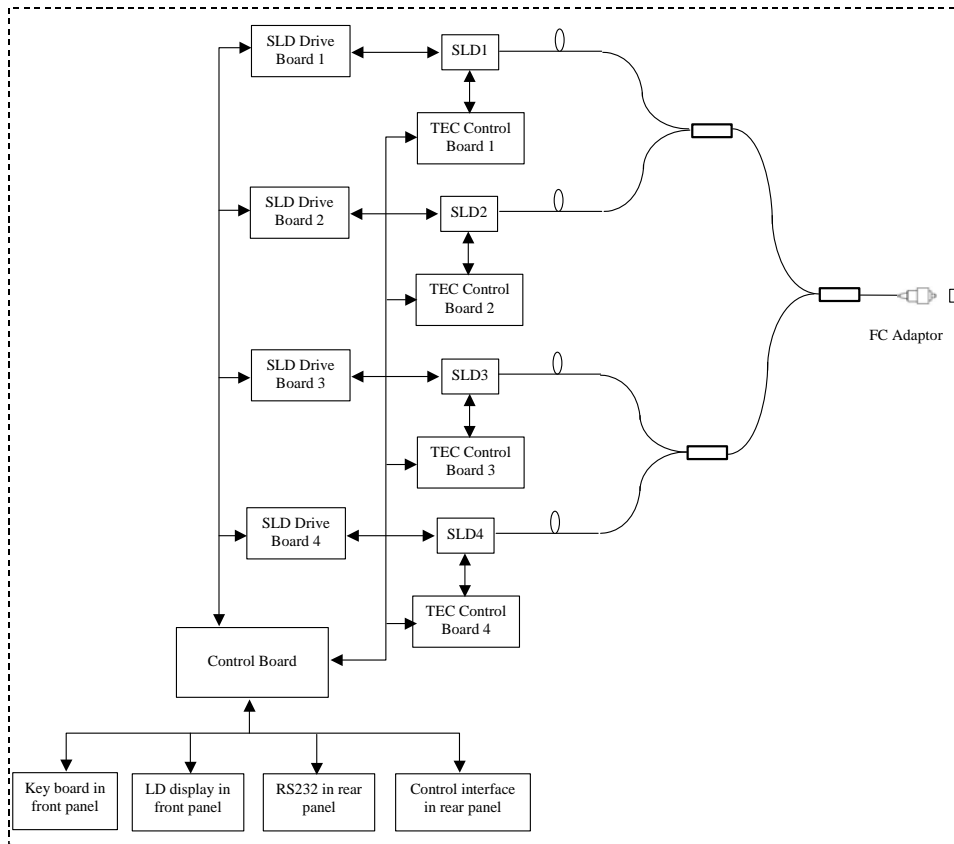 SLD Drive
Board 1
SLD1
TEC Control
Board 1
SLD Drive
Board 2
SLD2
TEC Control
Board 2
FC Adaptor
SLD Drive
Board 3
SLD3
TEC Control
Board 3
SLD Drive
Board 4
SLD4
TEC Control
Board 4
Control Board
Key board in
front panel
LD display in
front panel
RS232 in rear
panel
Control interface
in rear panel